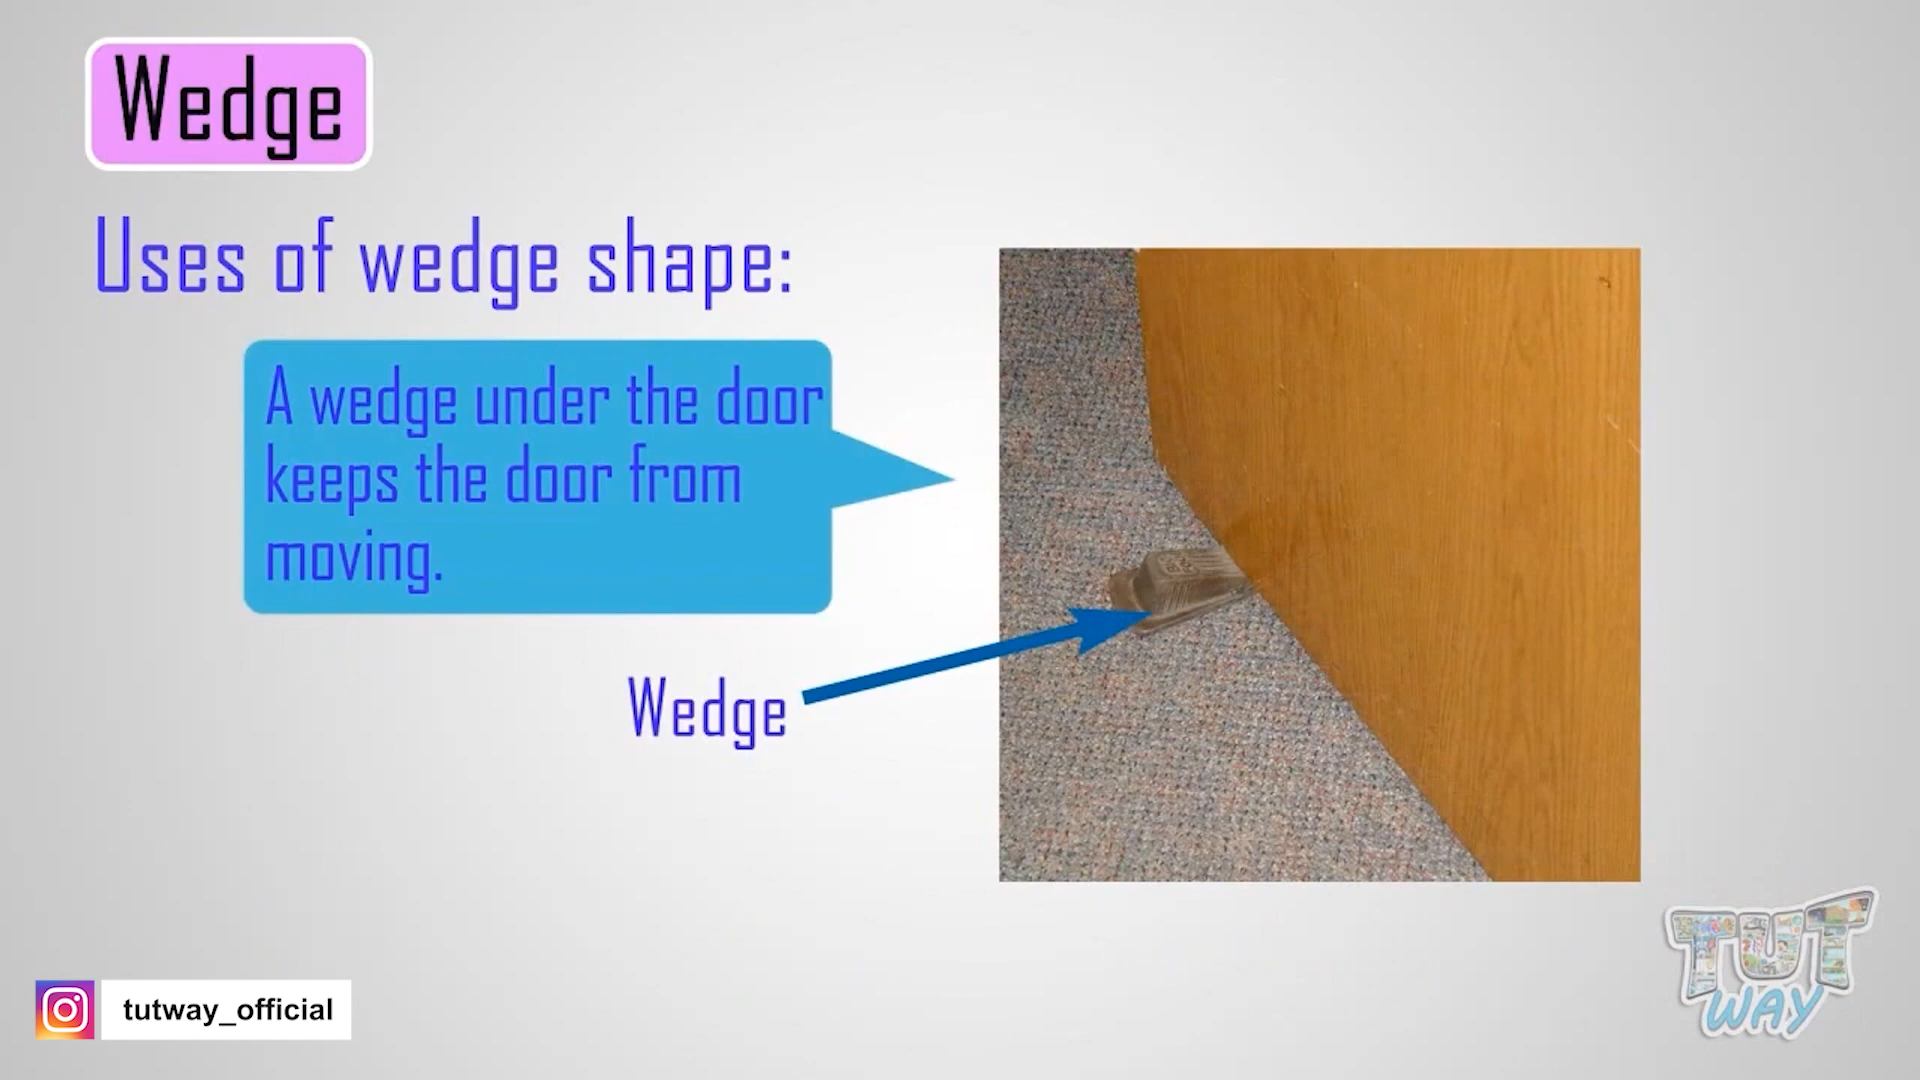 Wedge
Uses of wedge shape:
A wedge under the door
keeps the door from
moving.
Wedge
tutway_official
TUT
WAY